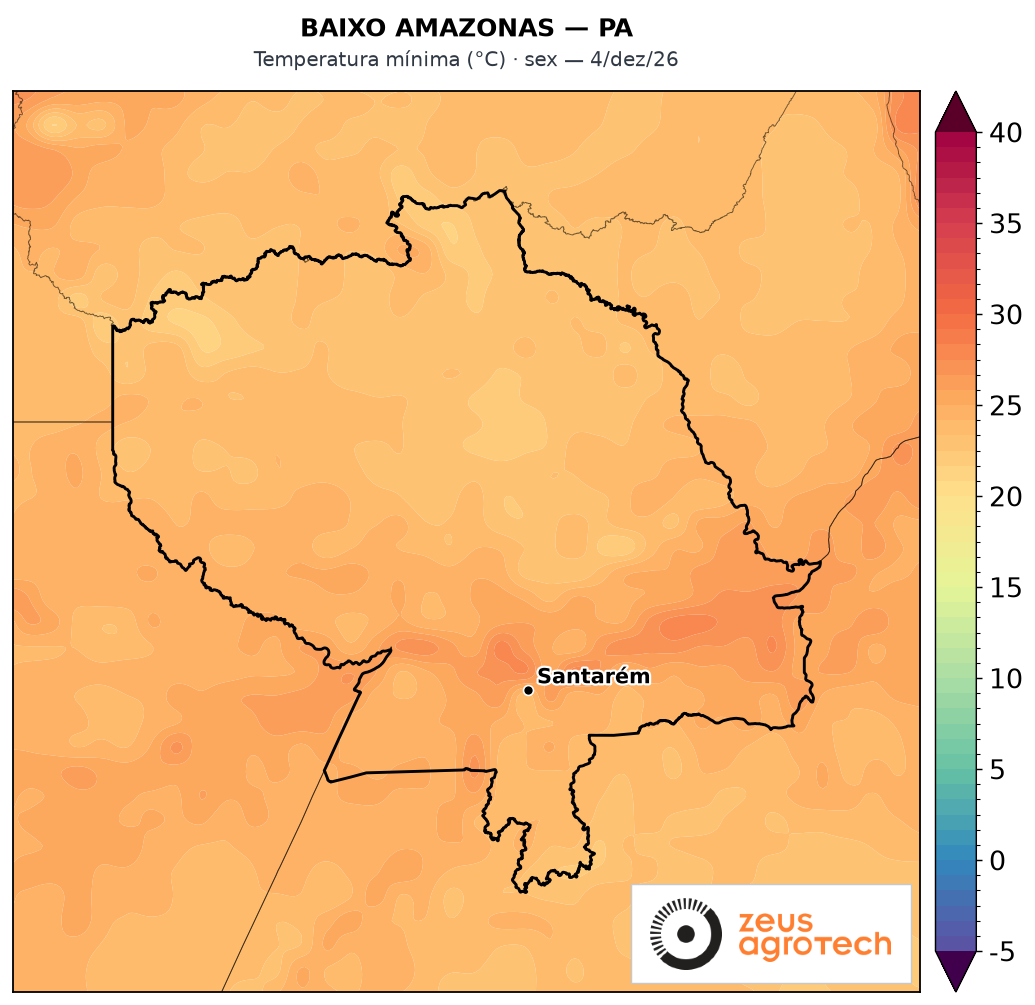 BAIXO AMAZONAS — PA
Temperatura mínima (°C) · sex — 4/dez/26
40
35
30
25
20
15
10
5
0
-5
Santarém
zeus
agrotech